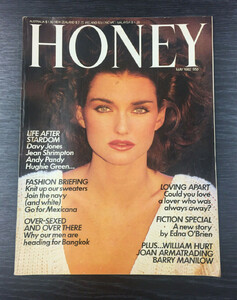 HONEY
LIFE AFTER
STARDOM
Davy Jones
Jean Shrimpton
Andy Pandy
Hughie Green...
FASHION BRIEFING
Knit up our sweaters
Join the navy
(and white)
Go for Mexicana
OVER-SEXED
AND OVER THERE
Why our men are
heading for Bangkok
LOVING APART
Could you love
a lover who was
always away?
FICTION SPECIAL
A new story
by Edna O'Brien
PLUS...WILLIAM HURT
JOAN ARMATRADING
BARRY MANILOW